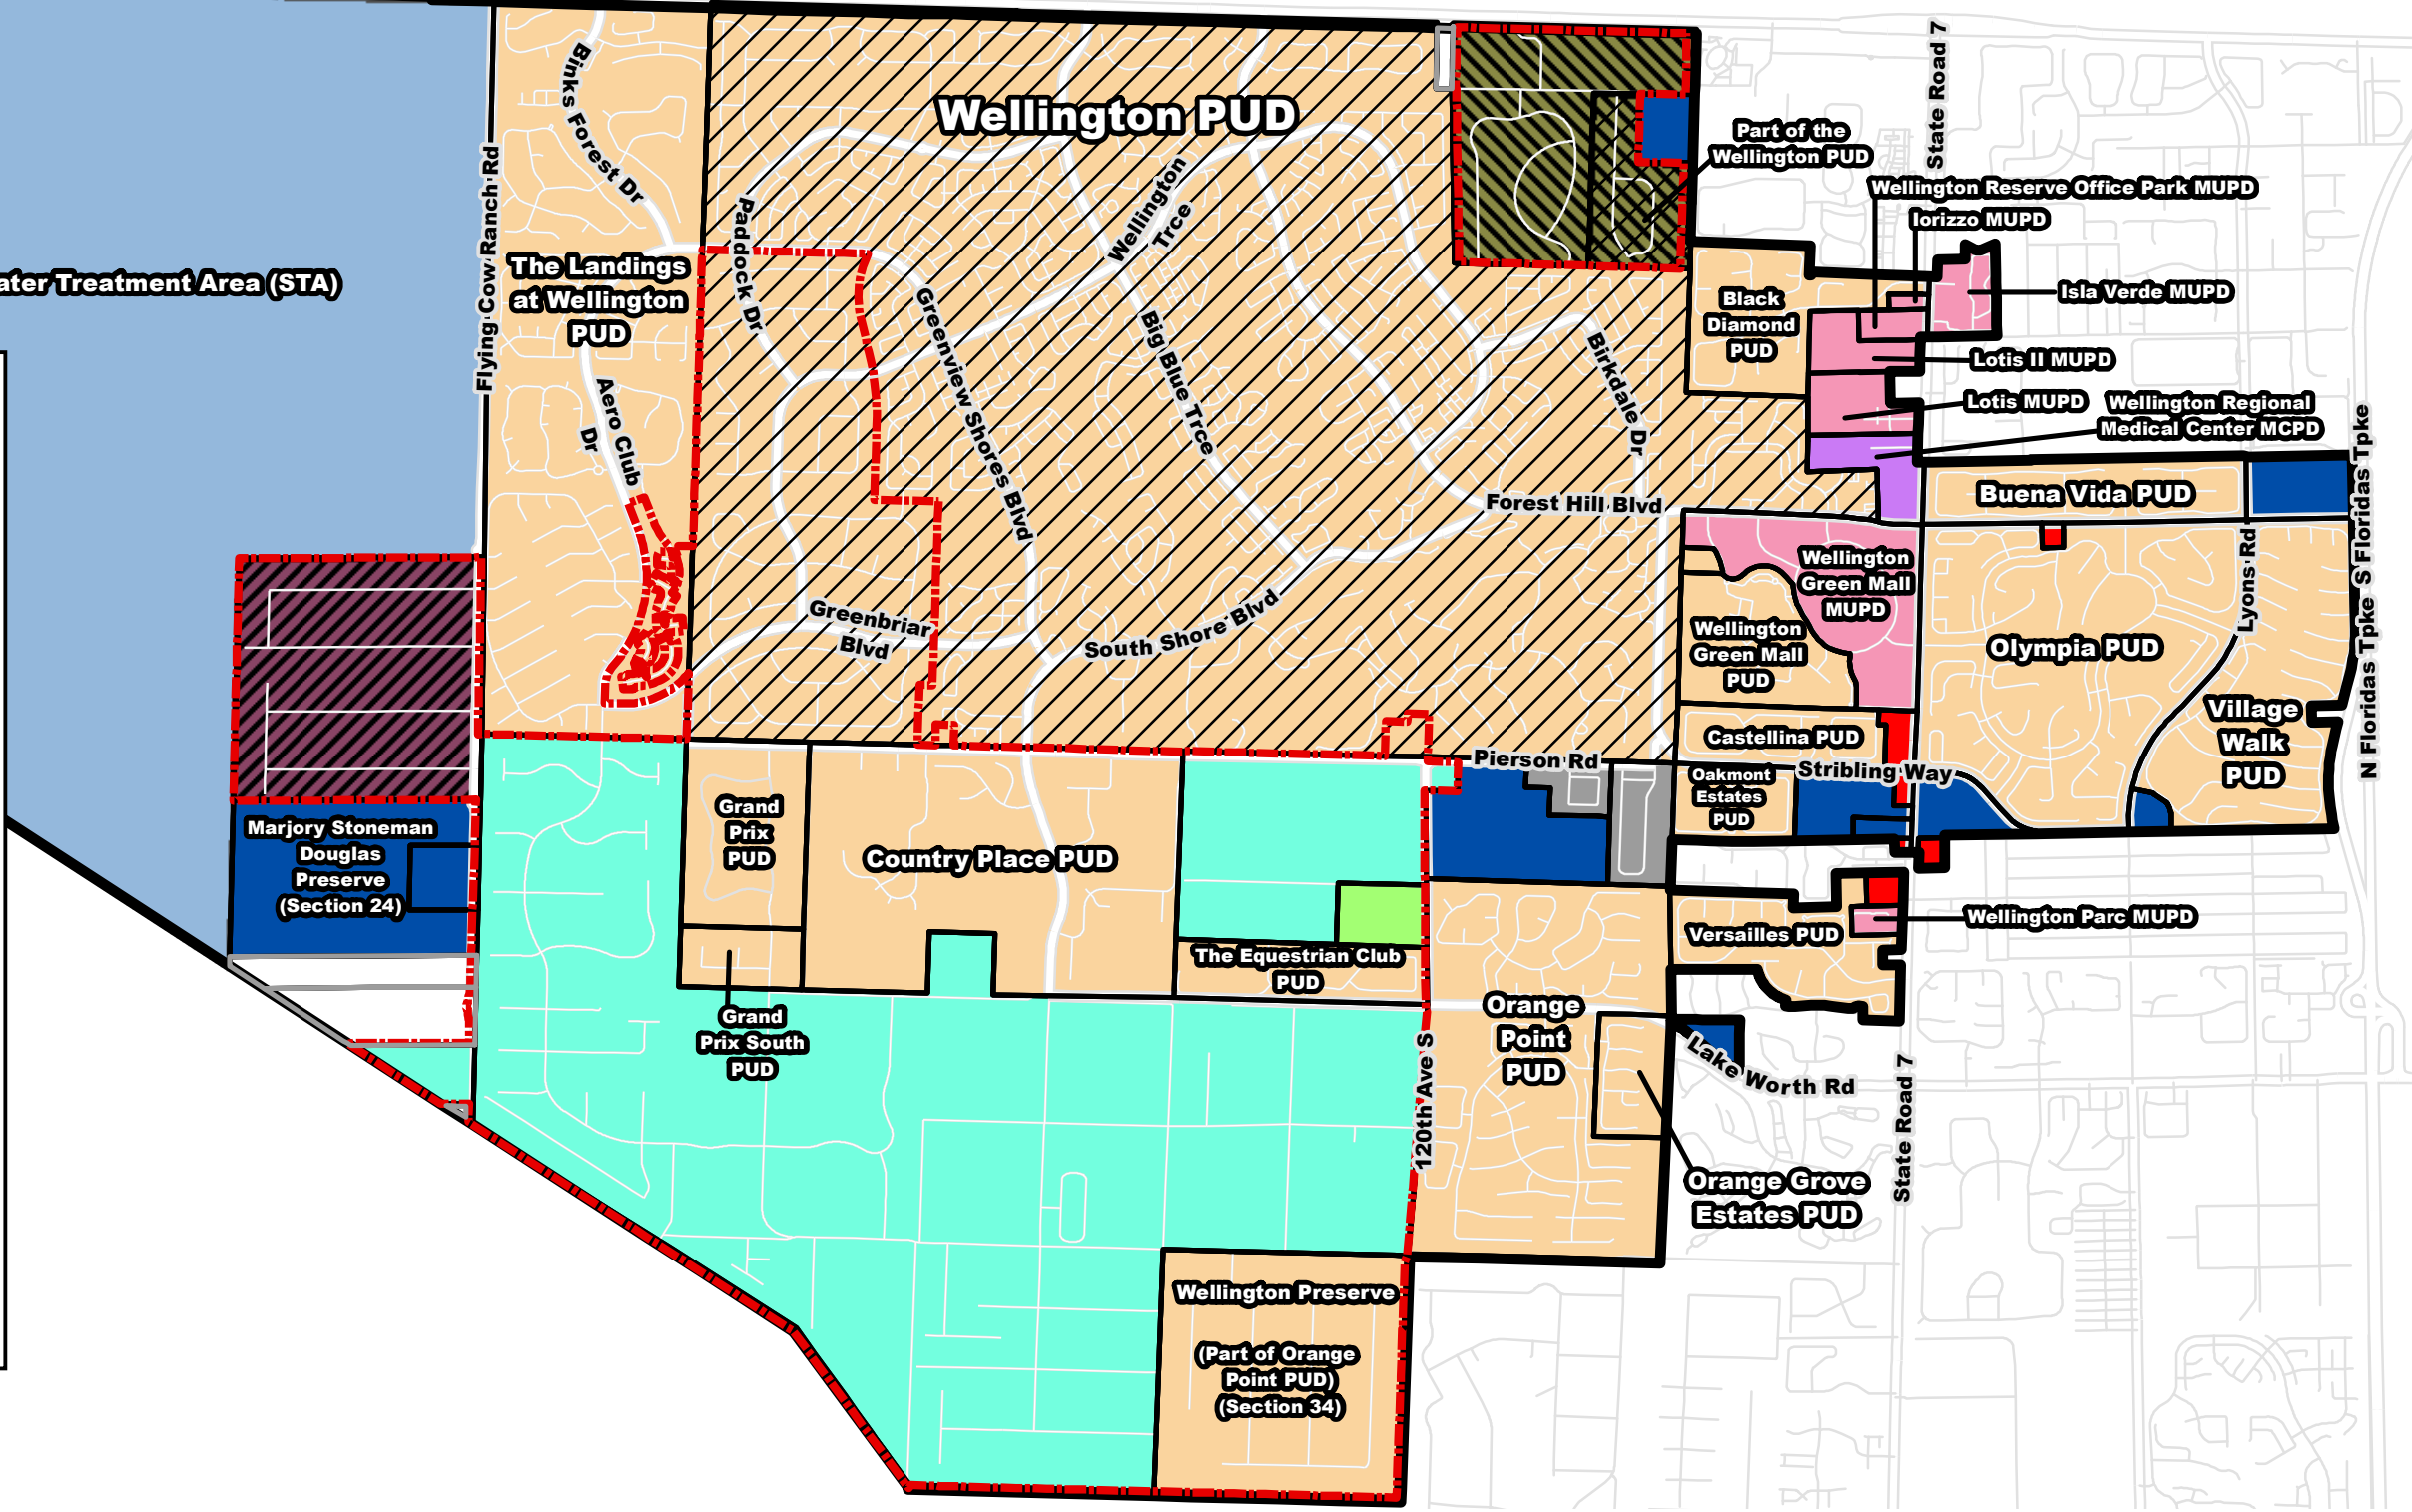 Wellington PUD
Binks Forest Dr
State Road 7
Part of the
Wellington PUD
Wellington Reserve Office Park MUPD
Iorizzo MUPD
Flying Cow Ranch Rd
Paddock Dr
Wellington
Trce
The Landings
at Wellington
PUD
ater Treatment Area (STA)
Greenview Shores Blvd
Big Blue Trce
Birkdale Dr
Black
Diamond
PUD
Isla Verde MUPD
Lotis II MUPD
Lotis MUPD
Wellington Regional
Medical Center MCPD
Aero Club
Dr
Forest Hill Blvd
Buena Vida PUD
N Floridas Tpke S Floridas Tpke
Wellington
Green Mall
MUPD
Lyons Rd
Greenbriar
Blvd
South Shore Blvd
Wellington
Green Mall
PUD
Olympia PUD
Village
Walk
PUD
Castellina PUD
Pierson Rd
Stribling Way
Oakmont
Estates
PUD
Marjory Stoneman
Douglas
Preserve
(Section 24)
Grand
Prix
PUD
Country Place PUD
The Equestrian Club
PUD
Versailles PUD
Wellington Parc MUPD
Grand
Prix South
PUD
Orange
Point
PUD
120th Ave S
Lake Worth Rd
State Road 7
Orange Grove
Estates PUD
Wellington Preserve
(Part of Orange
Point PUD)
(Section 34)